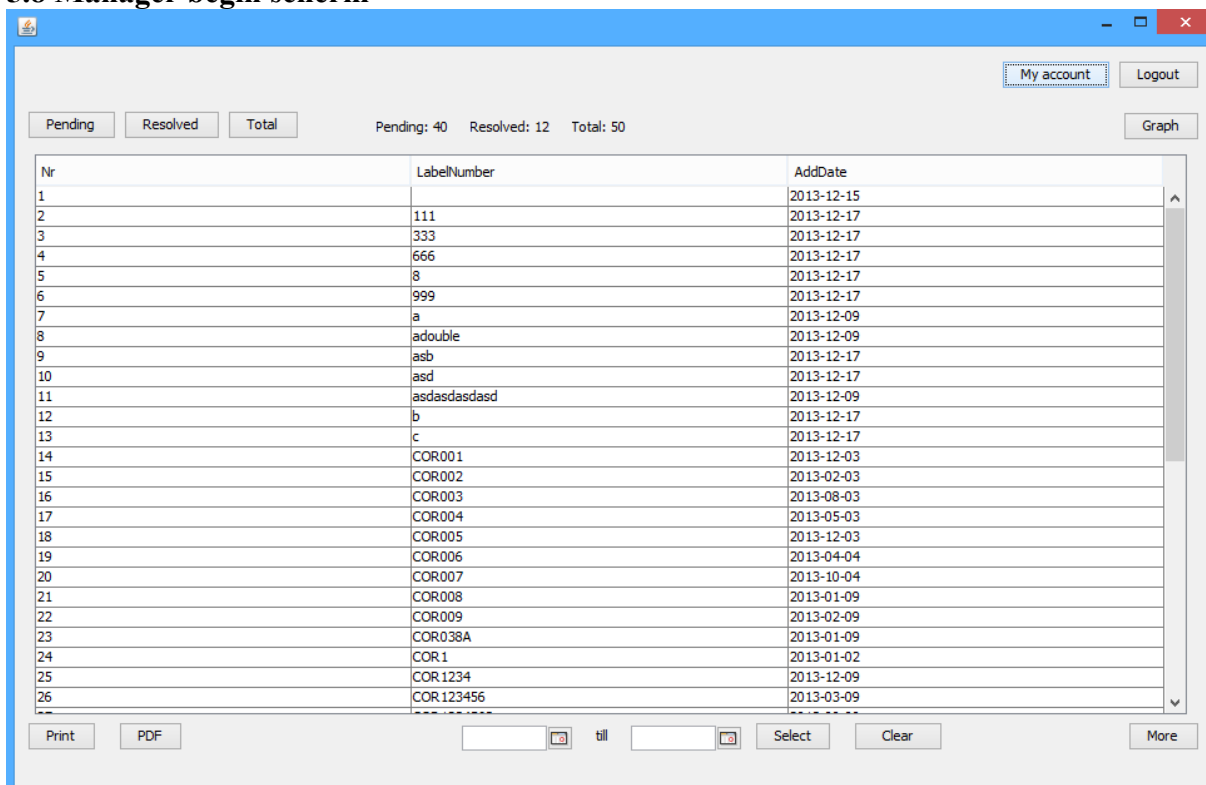 My account Logout
Pending Resolved Total Pending: 40 Resolved: 12 Total: 50 Graph
Nr LabelNumber AddDate
1 2013-12-15
2 111 2013-12-17
3 333 2013-12-17
4 666 2013-12-17
5 8 2013-12-17
6 999 2013-12-17
7 a 2013-12-09
8 adouble 2013-12-09
9 asb 2013-12-17
10 asd 2013-12-17
11 asdasdasdasd 2013-12-09
12 b 2013-12-17
13 c 2013-12-17
14 COR001 2013-12-03
15 COR002 2013-02-03
16 COR003 2013-08-03
17 COR004 2013-05-03
18 COR005 2013-12-03
19 COR006 2013-04-04
20 COR007 2013-10-04
21 COR008 2013-01-09
22 COR009 2013-02-09
23 COR038A 2013-01-09
24 COR1 2013-01-02
25 COR1234 2013-12-09
26 COR123456 2013-03-09
Print PDF till Select Clear More